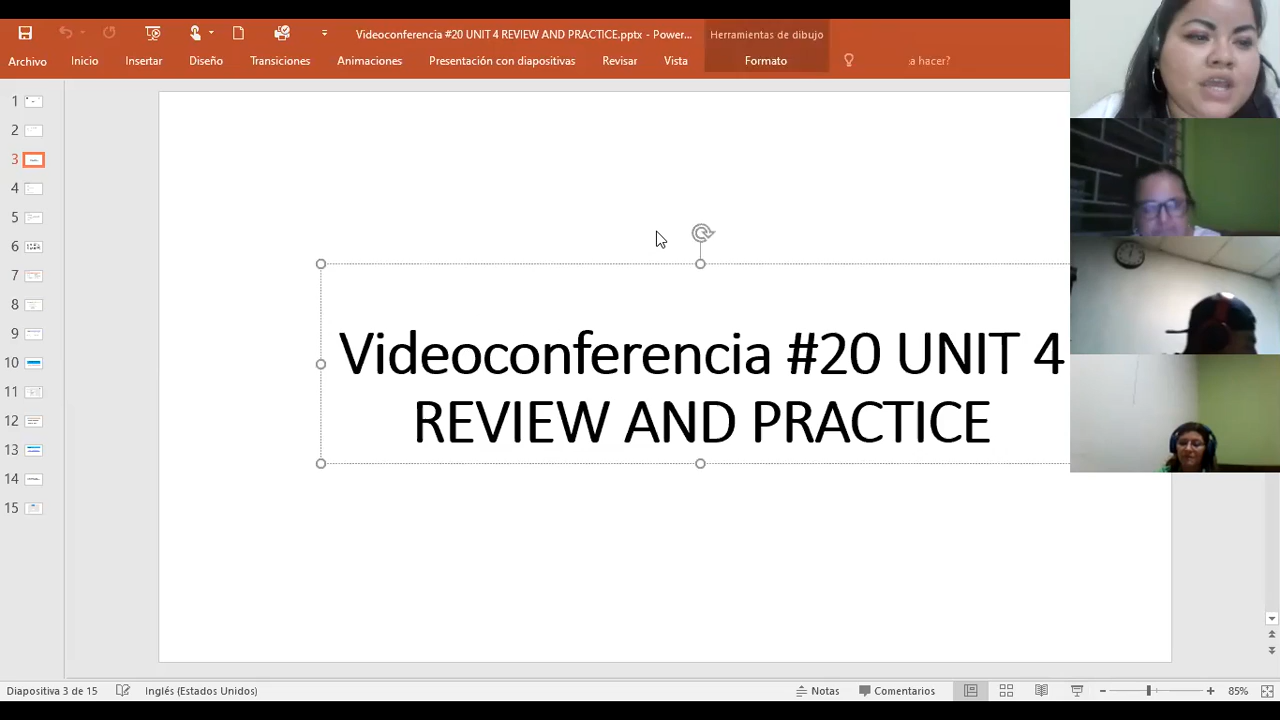 Videoconferencia #20 UNIT 4 REVIEW AND PRACTICE.pptx - Power...
Herramientas de dibujo
Archivo
Inicio
Insertar
Diseño
Transiciones
Animaciones
Presentación con diapositivas
Revisar
Vista
Formato
a hacer?
1
2
3
4
5
6
7
8
9
10
11
12
13
14
15
Videoconferencia #20 UNIT 4
REVIEW AND PRACTICE
Diapositiva 3 de 15
Inglés (Estados Unidos)
Notas
Comentarios
85%